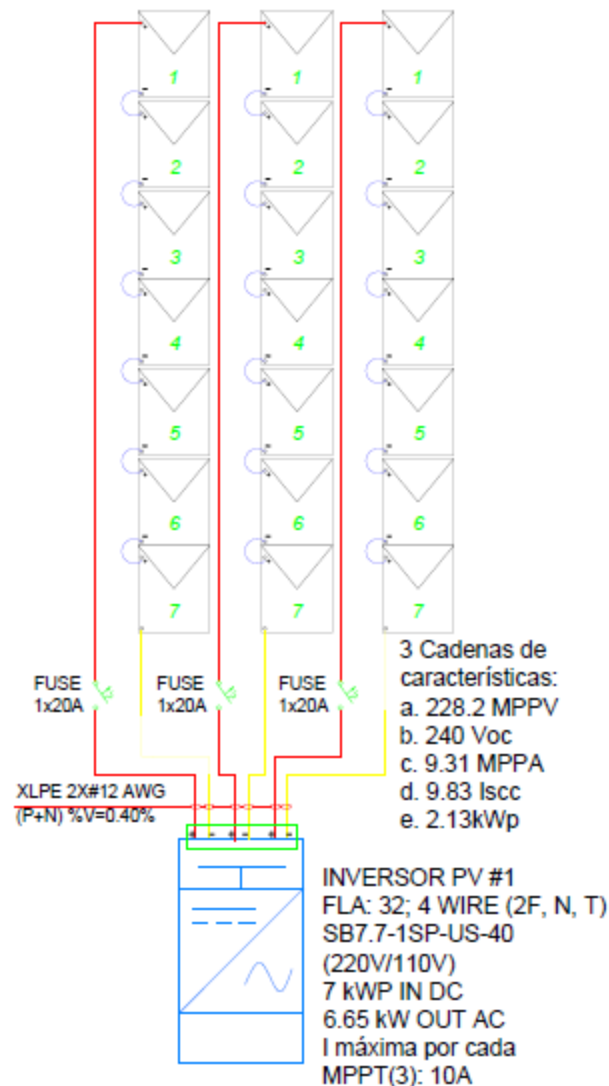 1 1 1
2 2 2
3 3 3
4 4 4
5 5 5
6 6 6
7 7 7
3 Cadenas de
características:
a. 228.2 MPPV
b. 240 Voc
c. 9.31 MPPA
d. 9.83 Iscc
e. 2.13kWp
FUSE
1x20A
FUSE
1x20A
FUSE
1x20A
XLPE 2X#12 AWG
(P+N) %V=0.40%
INVERSOR PV #1
FLA: 32; 4 WIRE (2F, N, T)
SB7.7-1SP-US-40
(220V/110V)
7 kWP IN DC
6.65 kW OUT AC
I máxima por cada
MPPT(3): 10A